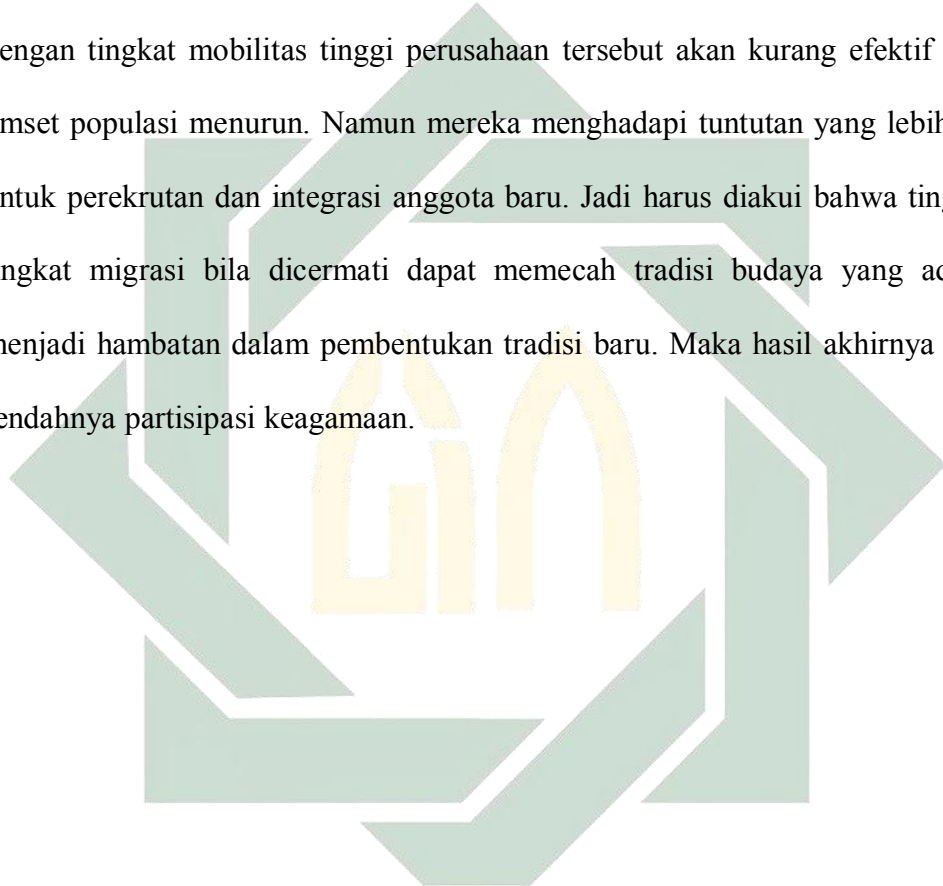 engan tingkat mobilitas tinggi perusahaan tersebut akan kurang efektif
mset populasi menurun. Namun mereka menghadapi tuntutan yang lebih
ntuk perekrutan dan integrasi anggota baru. Jadi harus diakui bahwa ting
ngkat migrasi bila dicermati dapat memecah tradisi budaya yang ad
enjadi hambatan dalam pembentukan tradisi baru. Maka hasil akhirnya
endahnya partisipasi keagamaan.